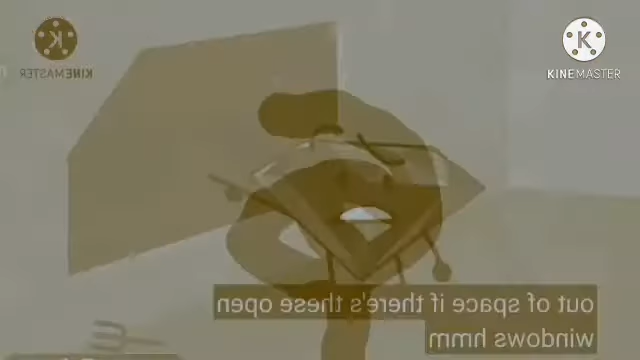 KINEMASTER
KINEMASTER
out of space if there's these open
windows hmm